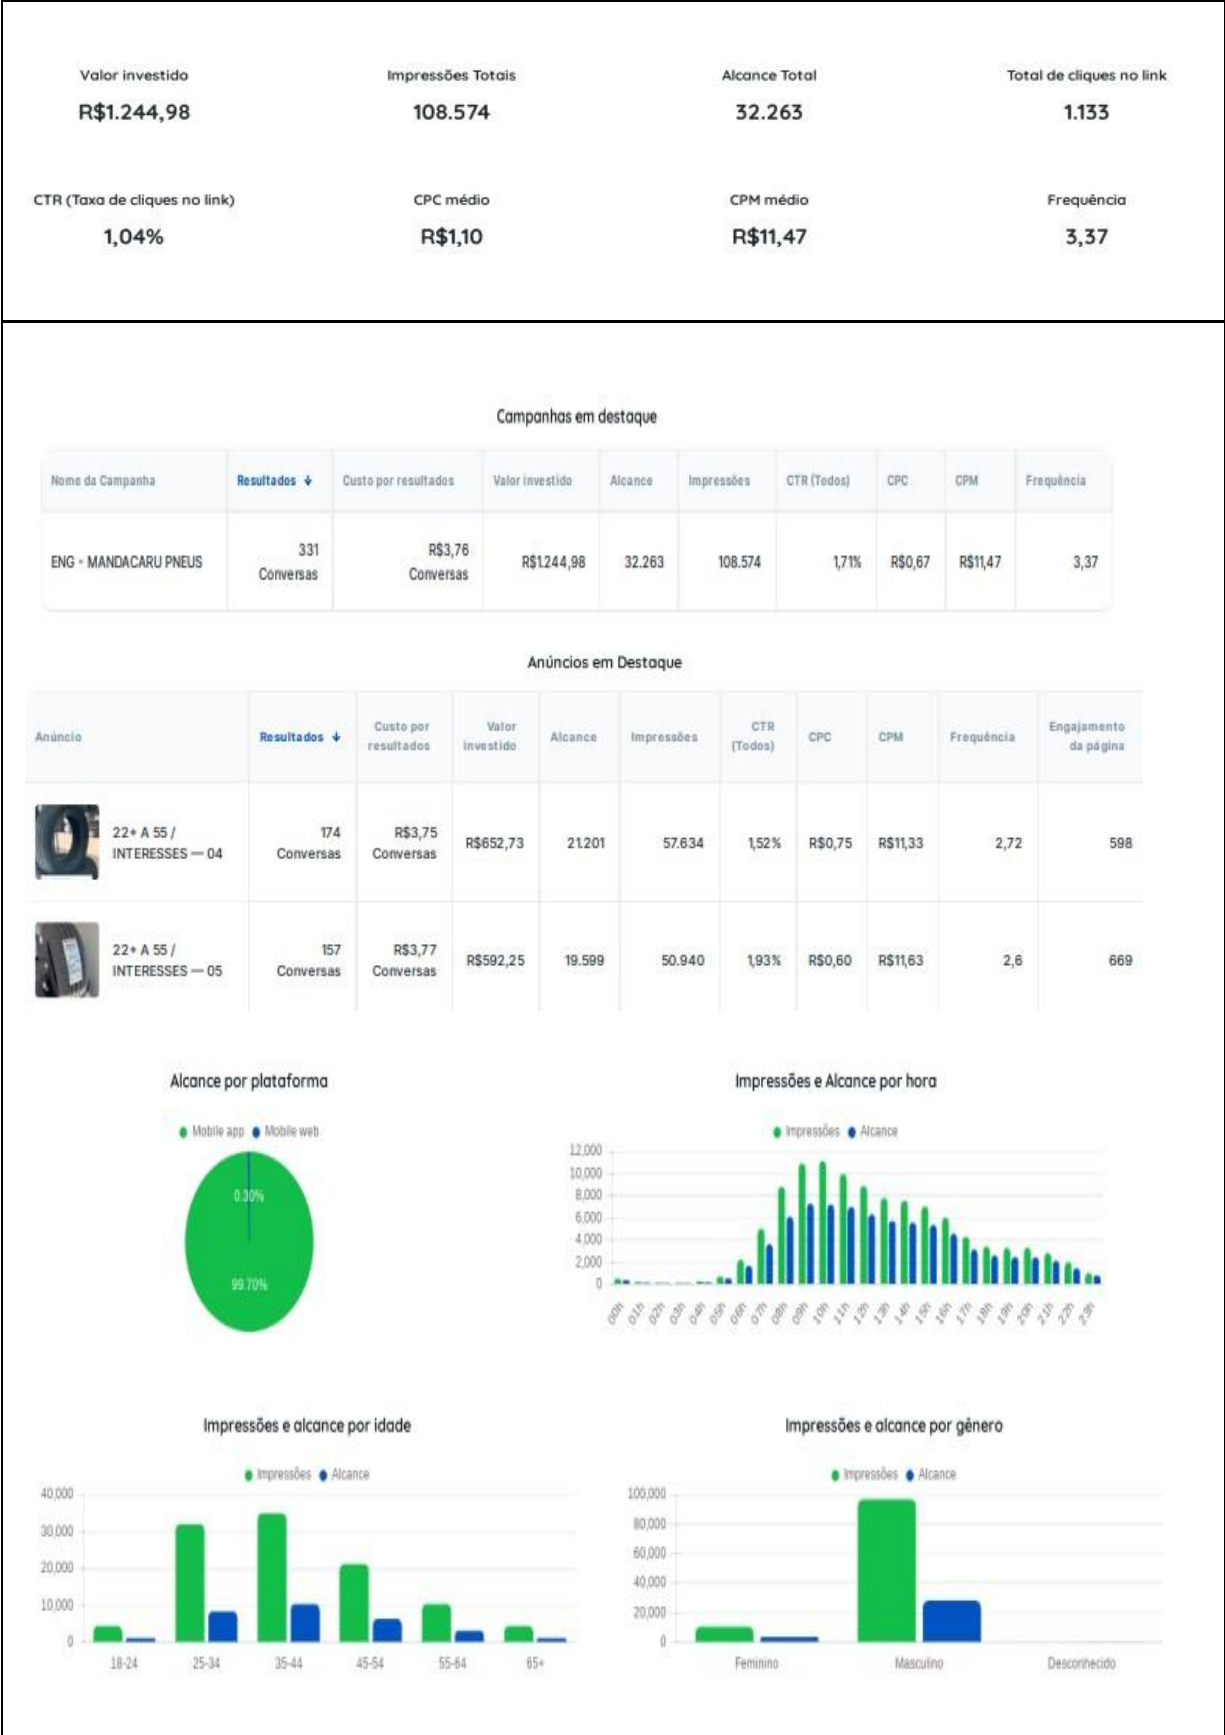 Valor investido
Impressões Totais
Alcance Total
Total de cliques no link
R$1.244,98
108.574
32.263
1.133
CTR (Taxa de cliques no link)
CPC médio
CPM médio
Frequência
1,04%
R$1,10
R$11,47
3,37
Campanhas em destaque
Nome da Campanha Resultados ↓ Custo por resultados Valor investido Alcance Impressões CTR (Todos) CPC CPM Frequência
ENG - MANDACARU PNEUS 331 Conversas R$3,76 Conversas R$1.244,98 32.263 108.574 1,71% R$0,67 R$11,47 3,37
Anúncios em Destaque
Anúncio Resultados ↓ Custo por resultados Valor investido Alcance Impressões CTR (Todos) CPC CPM Frequência Engajamento da página
22+ A 55 / INTERESSES — 04 174 Conversas R$3,75 Conversas R$652,73 21.201 57.634 1,52% R$0,75 R$11,33 2,72 598
22+ A 55 / INTERESSES — 05 157 Conversas R$3,77 Conversas R$592,25 19.599 50.940 1,93% R$0,60 R$11,63 2,6 669
Alcance por plataforma
Mobile app Mobile web
0.30%
99.70%
Impressões e Alcance por hora
Impressões Alcance
12,000
10,000
8,000
6,000
4,000
2,000
0
00h 01h 02h 03h 04h 05h 06h 07h 08h 09h 10h 11h 12h 13h 14h 15h 16h 17h 18h 19h 20h 21h 22h 23h
Impressões e alcance por idade
Impressões Alcance
40,000
30,000
20,000
10,000
0
18-24 25-34 35-44 45-54 55-64 65+
Impressões e alcance por gênero
Impressões Alcance
100,000
80,000
60,000
40,000
20,000
0
Feminino Masculino Desconhecido